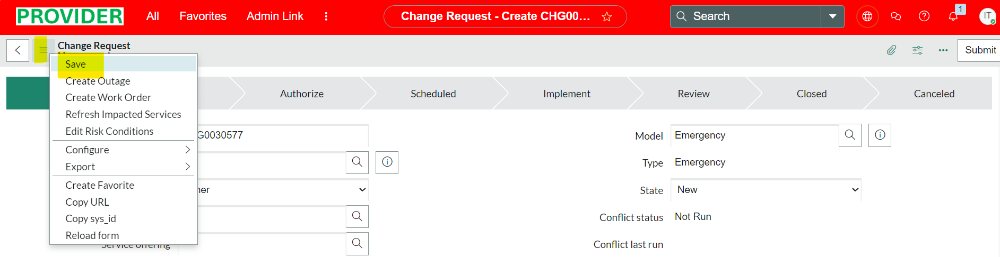 PROVIDER All Favorites Admin Link Change Request - Create CHG00... Search 1 IT
Change Request
Submit
Save
Create Outage
Create Work Order
Refresh Impacted Services
Edit Risk Conditions
Configure
Export
Create Favorite
Copy URL
Copy sys_id
Reload form
Authorize Scheduled Implement Review Closed Canceled
G0030577 Model Emergency
Type Emergency
State New
Conflict status Not Run
Service offering Conflict last run